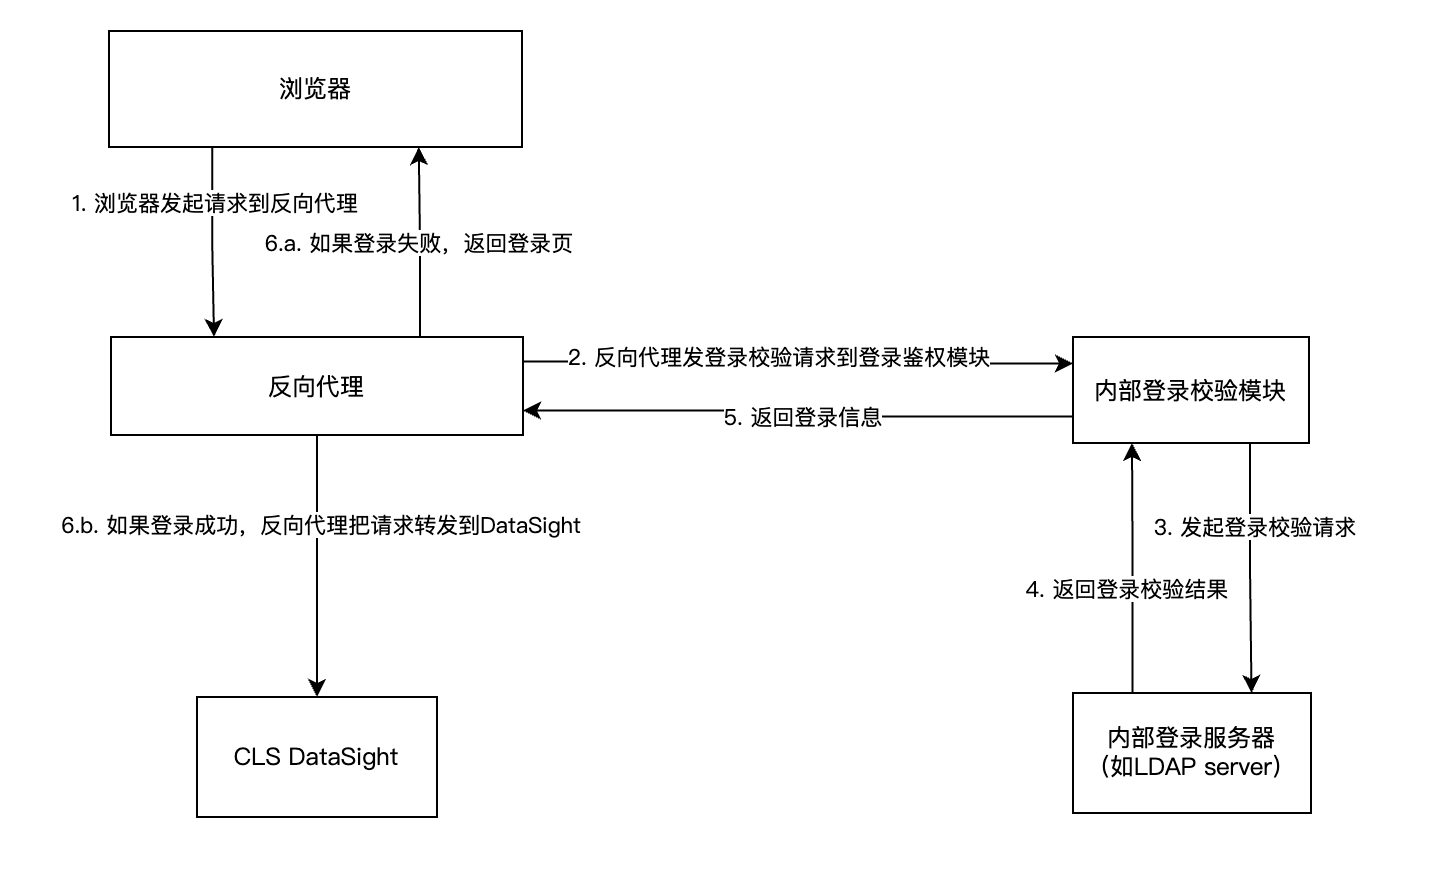 浏览器
1. 浏览器发起请求到反向代理
6.a. 如果登录失败，返回登录页
反向代理
2. 反向代理发登录校验请求到登录鉴权模块
内部登录校验模块
5. 返回登录信息
6.b. 如果登录成功，反向代理把请求转发到DataSight
3. 发起登录校验请求
4. 返回登录校验结果
CLS DataSight
内部登录服务器
（如LDAP server）